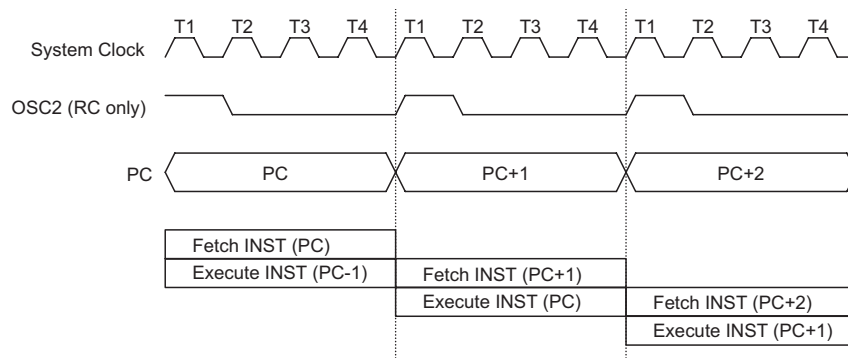 T1 T2 T3 T4 T1 T2 T3 T4 T1 T2 T3 T4
System Clock
OSC2 (RC only)
PC PC PC+1 PC+2
Fetch INST (PC)
Execute INST (PC-1) Fetch INST (PC+1)
Execute INST (PC) Fetch INST (PC+2)
Execute INST (PC+1)